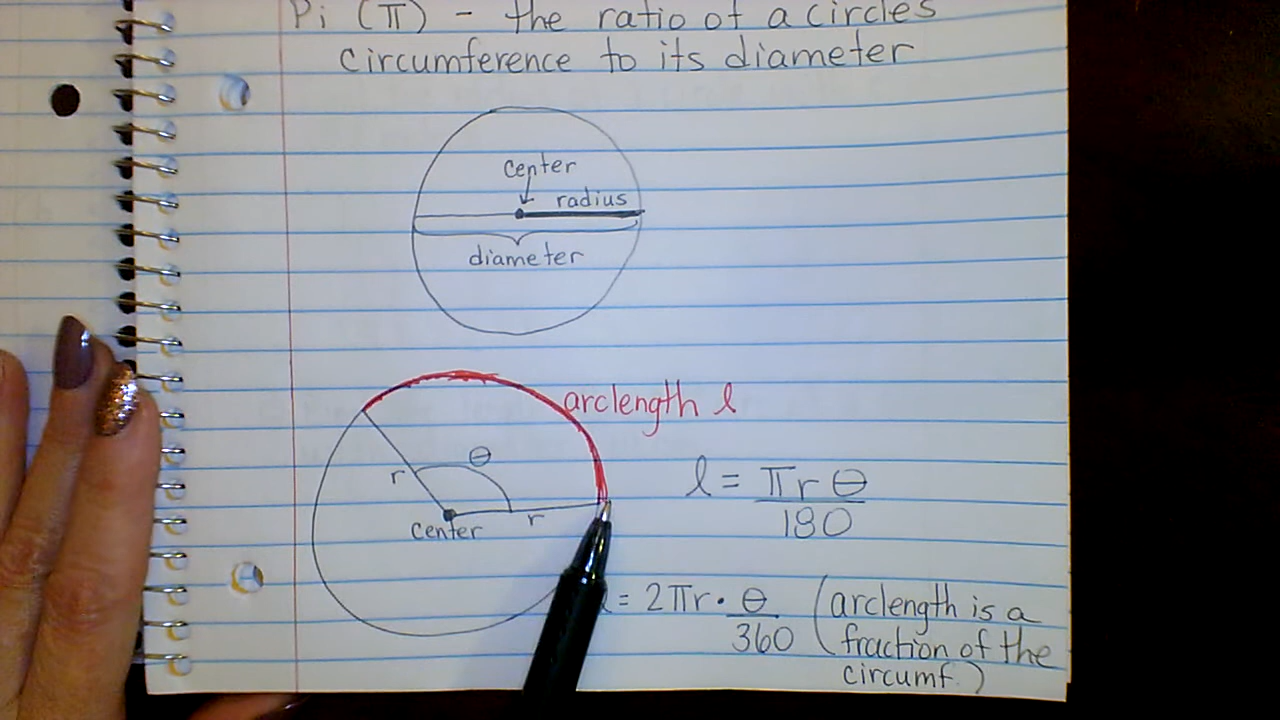 Pi (π) - the ratio of a circles
circumference to its diameter
center
radius
diameter
arclength l
θ
r
center
r
l = πrθ/180
l = 2πr · θ/360 (arclength is a
fraction of the
circumf.)